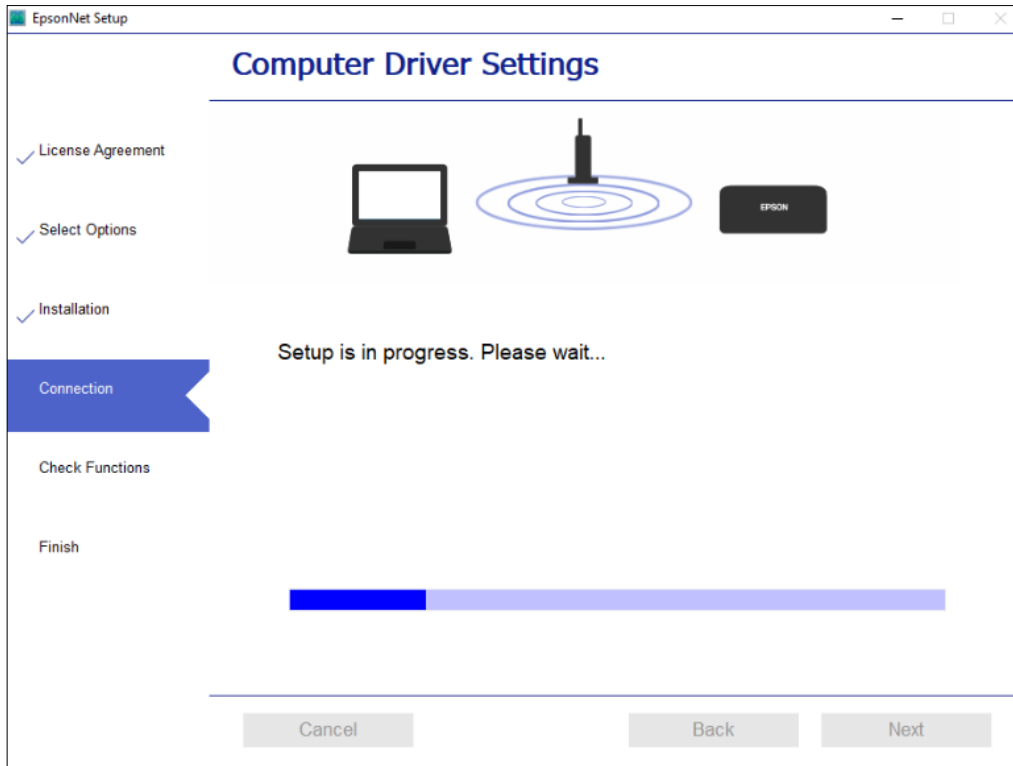 EpsonNet Setup
Computer Driver Settings
License Agreement
Select Options
Installation
Connection
Check Functions
Finish
EPSON
Setup is in progress. Please wait...
Cancel
Back
Next